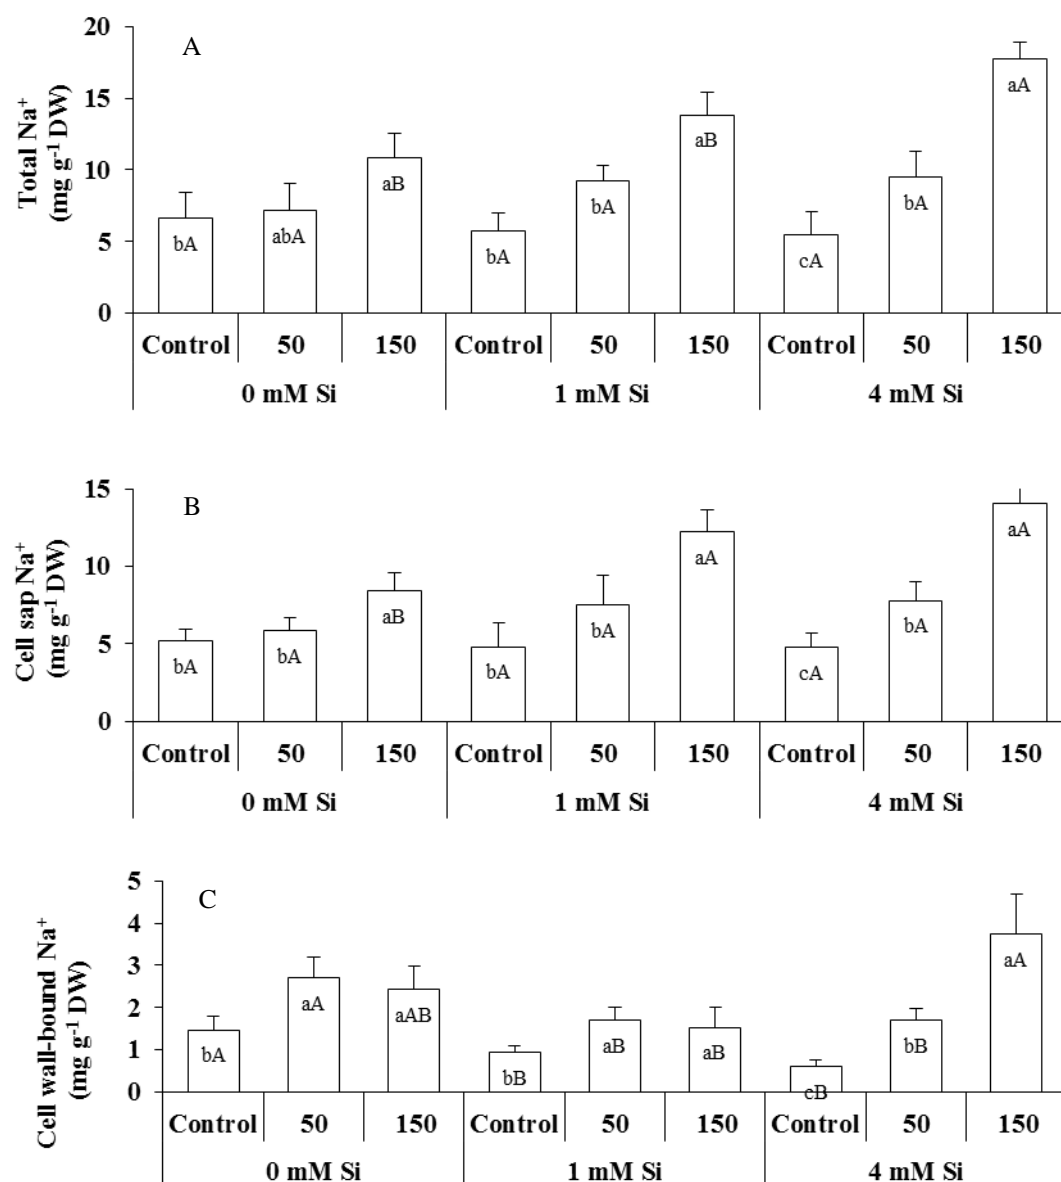 A
Total Na⁺
(mg g⁻¹ DW)
20
15
10
5
0
bA
abA
aB
bA
bA
aB
cA
bA
aA
Control 50 150 Control 50 150 Control 50 150
0 mM Si 1 mM Si 4 mM Si
B
Cell sap Na⁺
(mg g⁻¹ DW)
15
10
5
0
bA
bA
aB
bA
bA
aA
cA
bA
aA
Control 50 150 Control 50 150 Control 50 150
0 mM Si 1 mM Si 4 mM Si
C
Cell wall-bound Na⁺
(mg g⁻¹ DW)
5
4
3
2
1
0
bA
aA
aAB
bB
aB
aB
cB
bB
aA
Control 50 150 Control 50 150 Control 50 150
0 mM Si 1 mM Si 4 mM Si